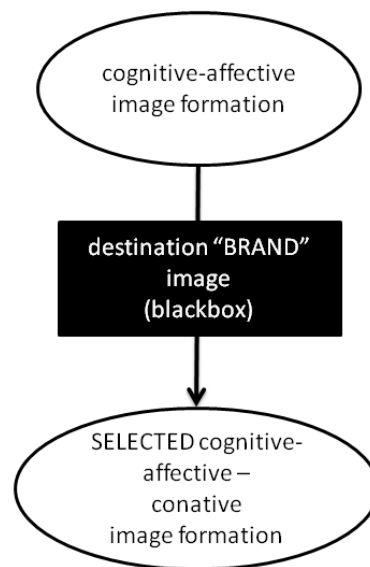 cognitive-affective
image formation
destination “BRAND”
image
(blackbox)
SELECTED cognitive-
affective –
conative
image formation